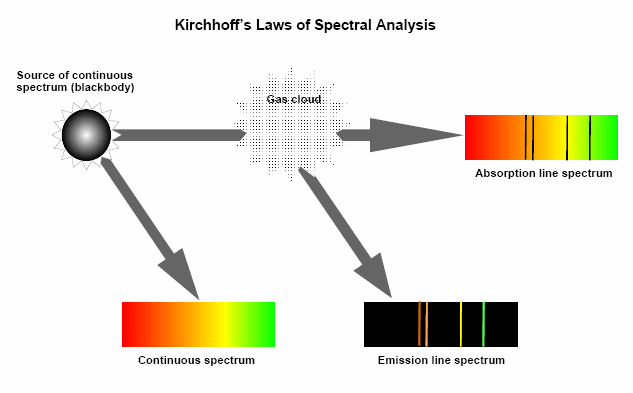 Kirchhoff's Laws of Spectral Analysis
Source of continuous
spectrum (blackbody)
Gas cloud
Absorption line spectrum
Continuous spectrum
Emission line spectrum